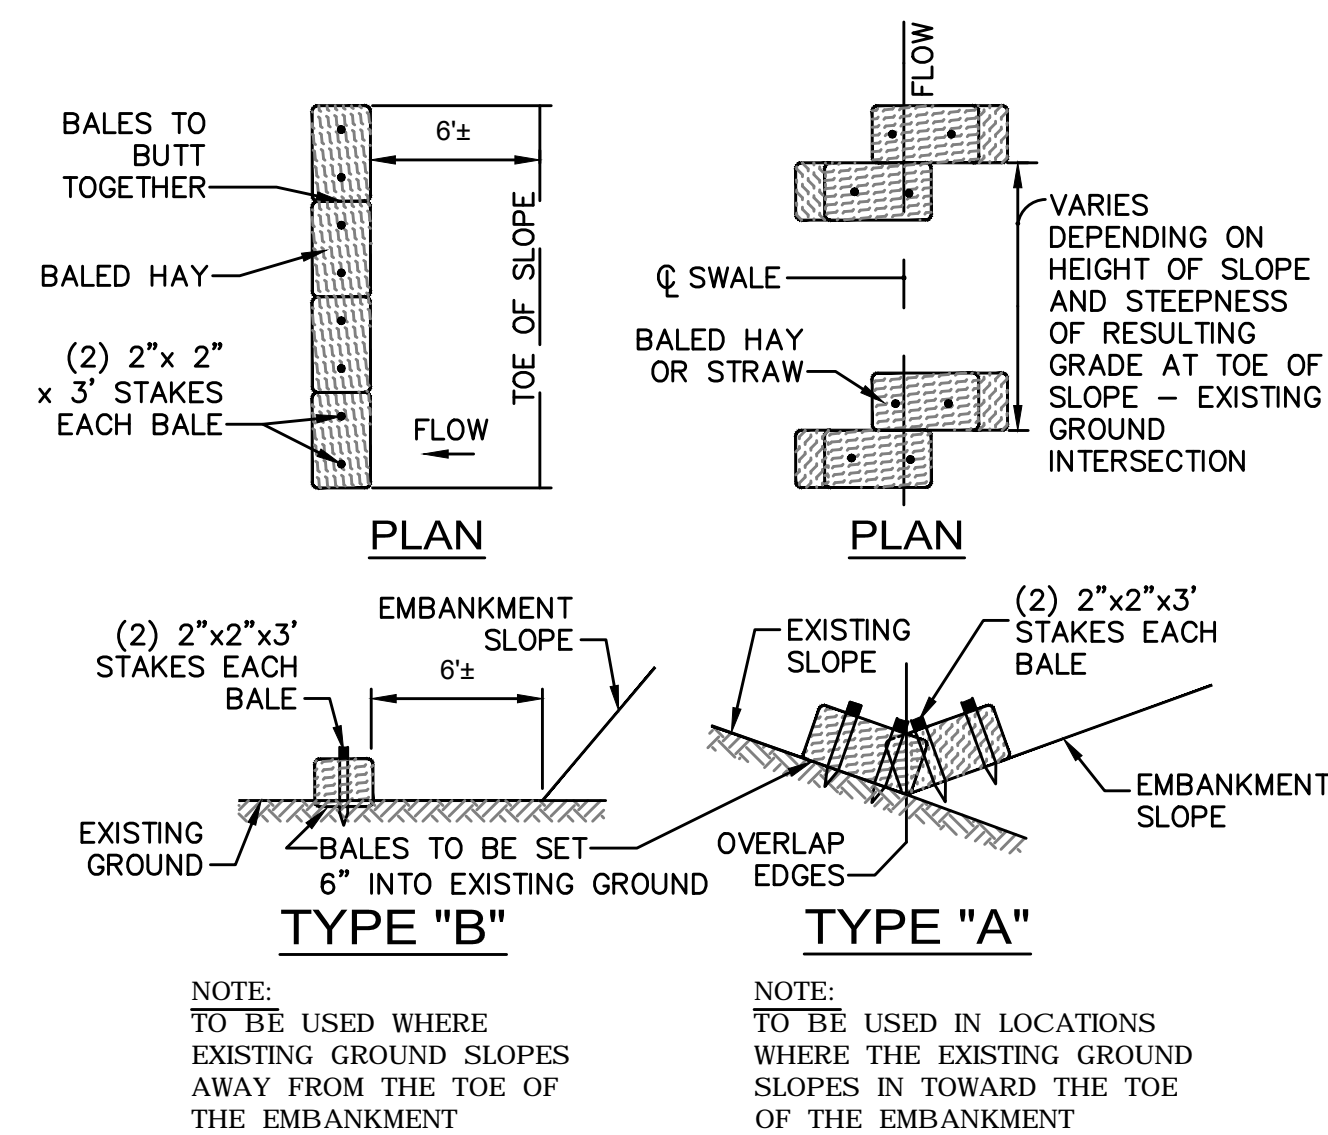 BALES TO
BUTT
TOGETHER
BALED HAY
(2) 2"x 2"
x 3' STAKES
EACH BALE
6'±
TOE OF SLOPE
FLOW
PLAN
FLOW
℄ SWALE
BALED HAY
OR STRAW
VARIES
DEPENDING ON
HEIGHT OF SLOPE
AND STEEPNESS
OF RESULTING
GRADE AT TOE OF
SLOPE – EXISTING
GROUND
INTERSECTION
PLAN
(2) 2"x2"x3'
STAKES EACH
BALE
EMBANKMENT
SLOPE
6'±
EXISTING
GROUND
BALES TO BE SET
6" INTO EXISTING GROUND
TYPE "B"
NOTE:
TO BE USED WHERE
EXISTING GROUND SLOPES
AWAY FROM THE TOE OF
THE EMBANKMENT
EXISTING
SLOPE
(2) 2"x2"x3'
STAKES EACH
BALE
EMBANKMENT
SLOPE
OVERLAP
EDGES
TYPE "A"
NOTE:
TO BE USED IN LOCATIONS
WHERE THE EXISTING GROUND
SLOPES IN TOWARD THE TOE
OF THE EMBANKMENT